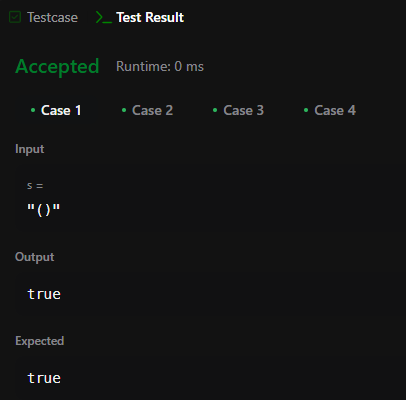 Testcase >_ Test Result
Accepted Runtime: 0 ms
• Case 1 • Case 2 • Case 3 • Case 4
Input
s =
"()"
Output
true
Expected
true